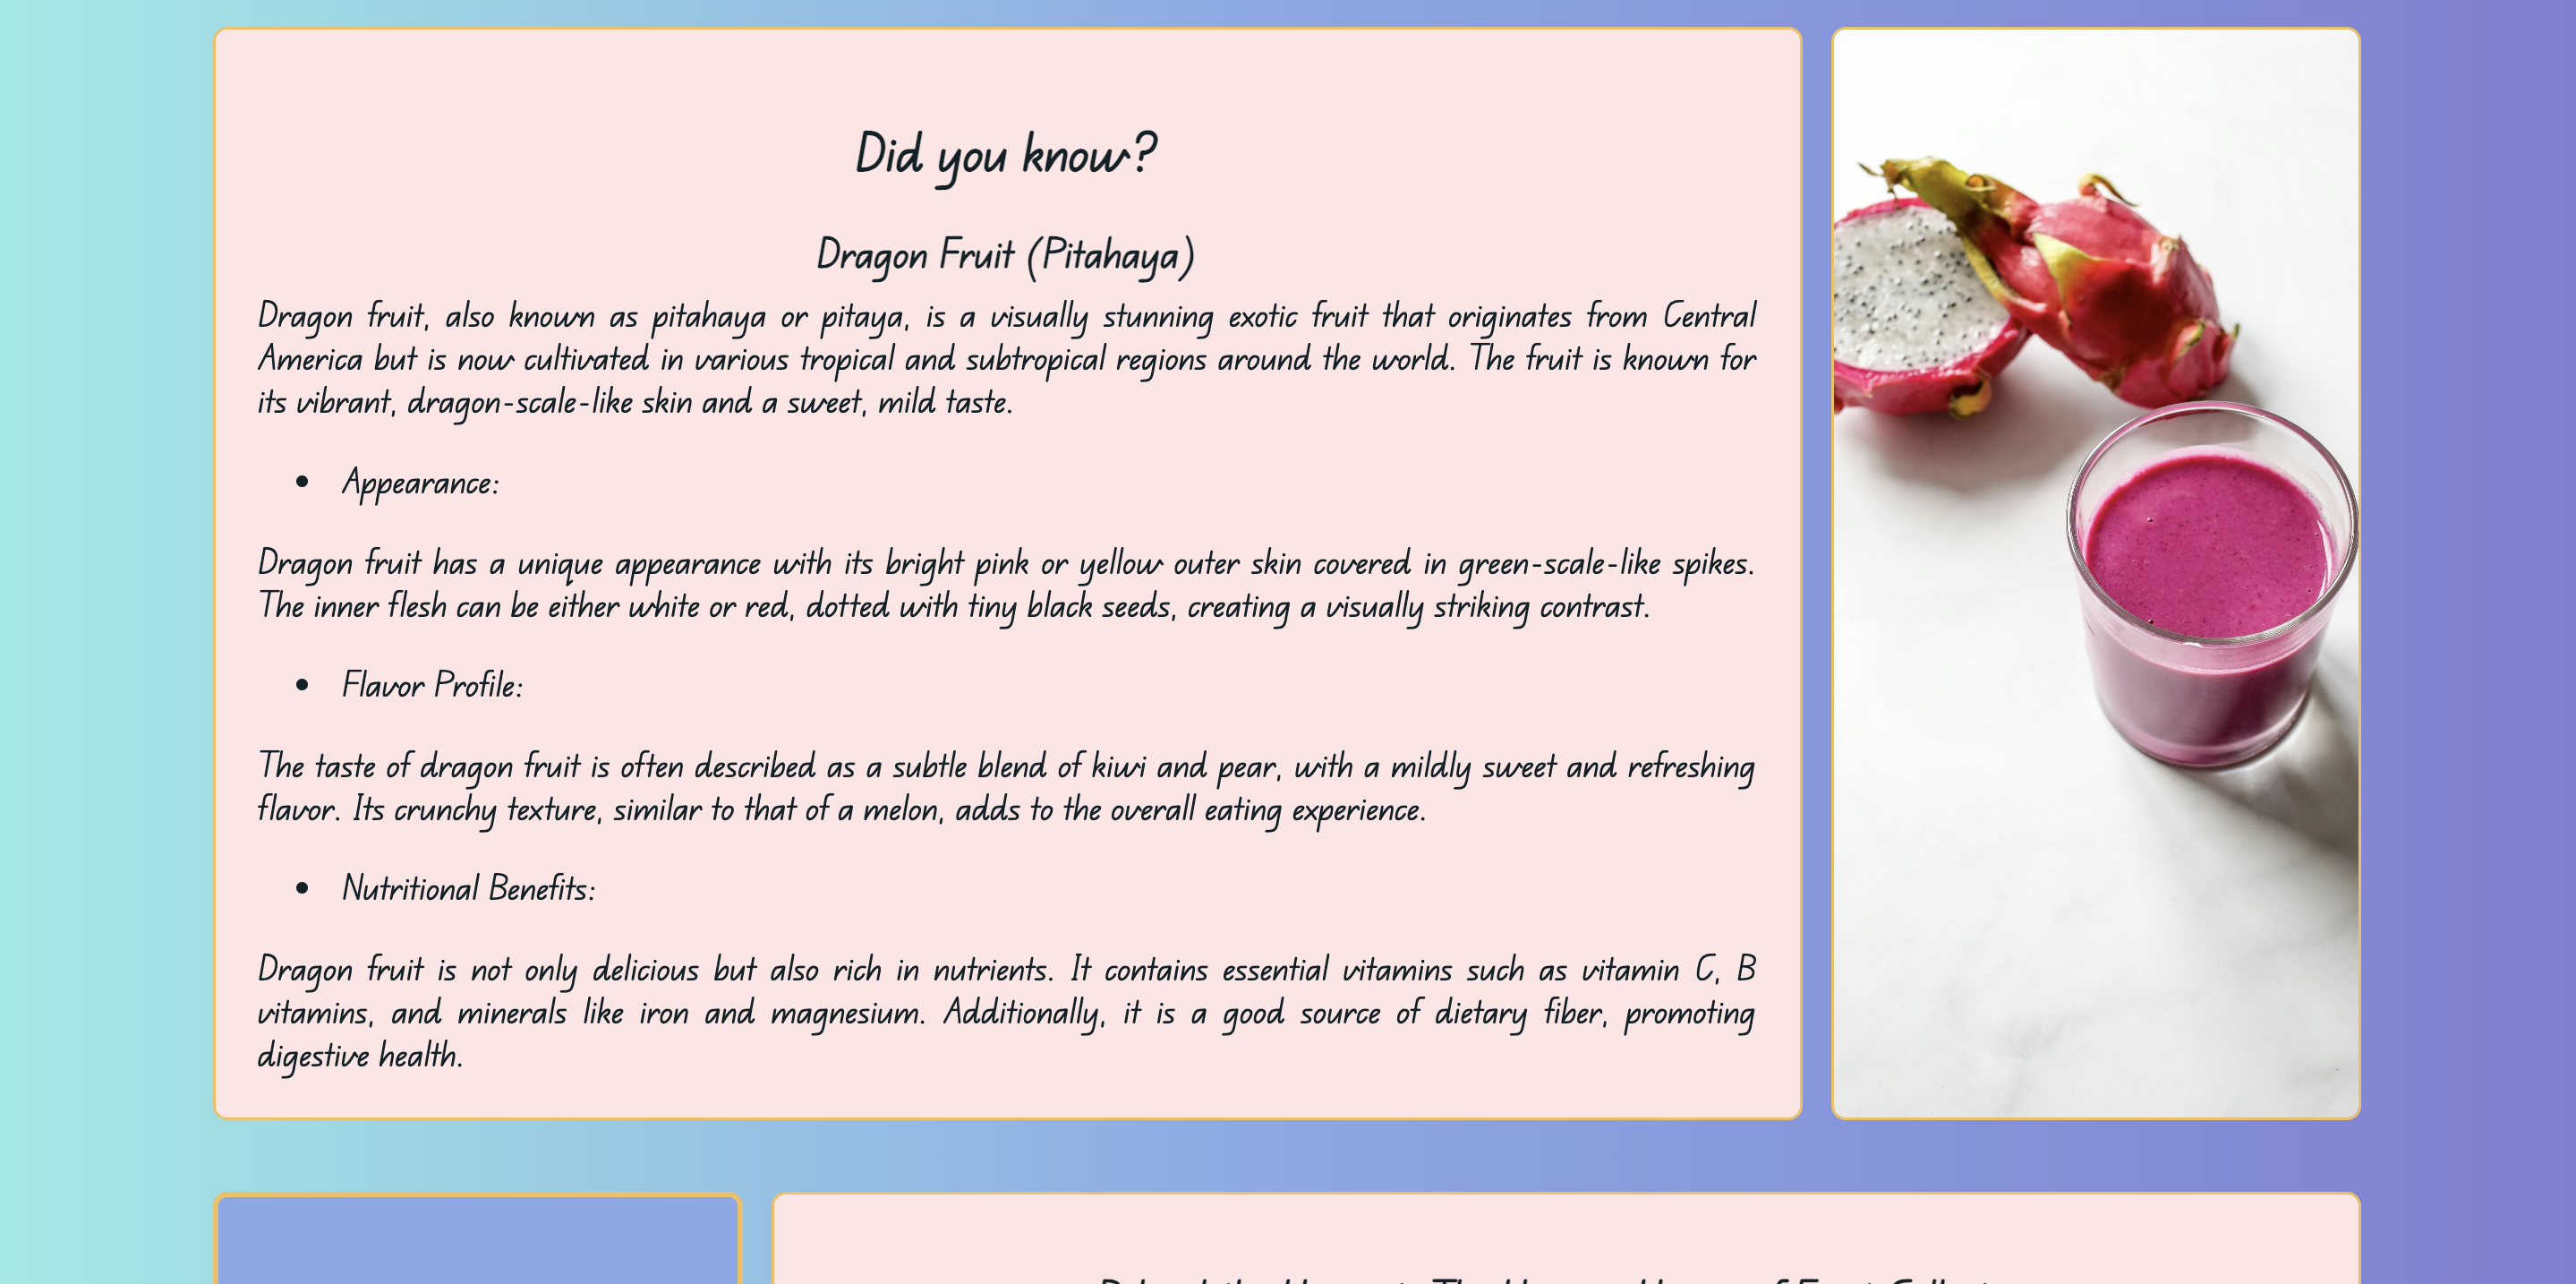 Did you know?
Dragon Fruit (Pitahaya)
Dragon fruit, also known as pitahaya or pitaya, is a visually stunning exotic fruit that originates from Central
America but is now cultivated in various tropical and subtropical regions around the world. The fruit is known for
its vibrant, dragon-scale-like skin and a sweet, mild taste.
• Appearance:
Dragon fruit has a unique appearance with its bright pink or yellow outer skin covered in green-scale-like spikes.
The inner flesh can be either white or red, dotted with tiny black seeds, creating a visually striking contrast.
• Flavor Profile:
The taste of dragon fruit is often described as a subtle blend of kiwi and pear, with a mildly sweet and refreshing
flavor. Its crunchy texture, similar to that of a melon, adds to the overall eating experience.
• Nutritional Benefits:
Dragon fruit is not only delicious but also rich in nutrients. It contains essential vitamins such as vitamin C, B
vitamins, and minerals like iron and magnesium. Additionally, it is a good source of dietary fiber, promoting
digestive health.